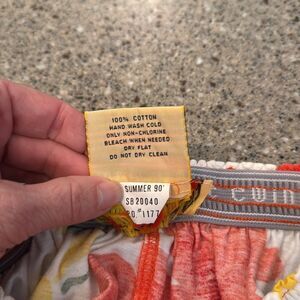 100% COTTON
HAND WASH COLD
ONLY NON-CHLORINE
BLEACH WHEN NEEDED
DRY FLAT
DO NOT DRY CLEAN
SUMMER 90'
SB 20040